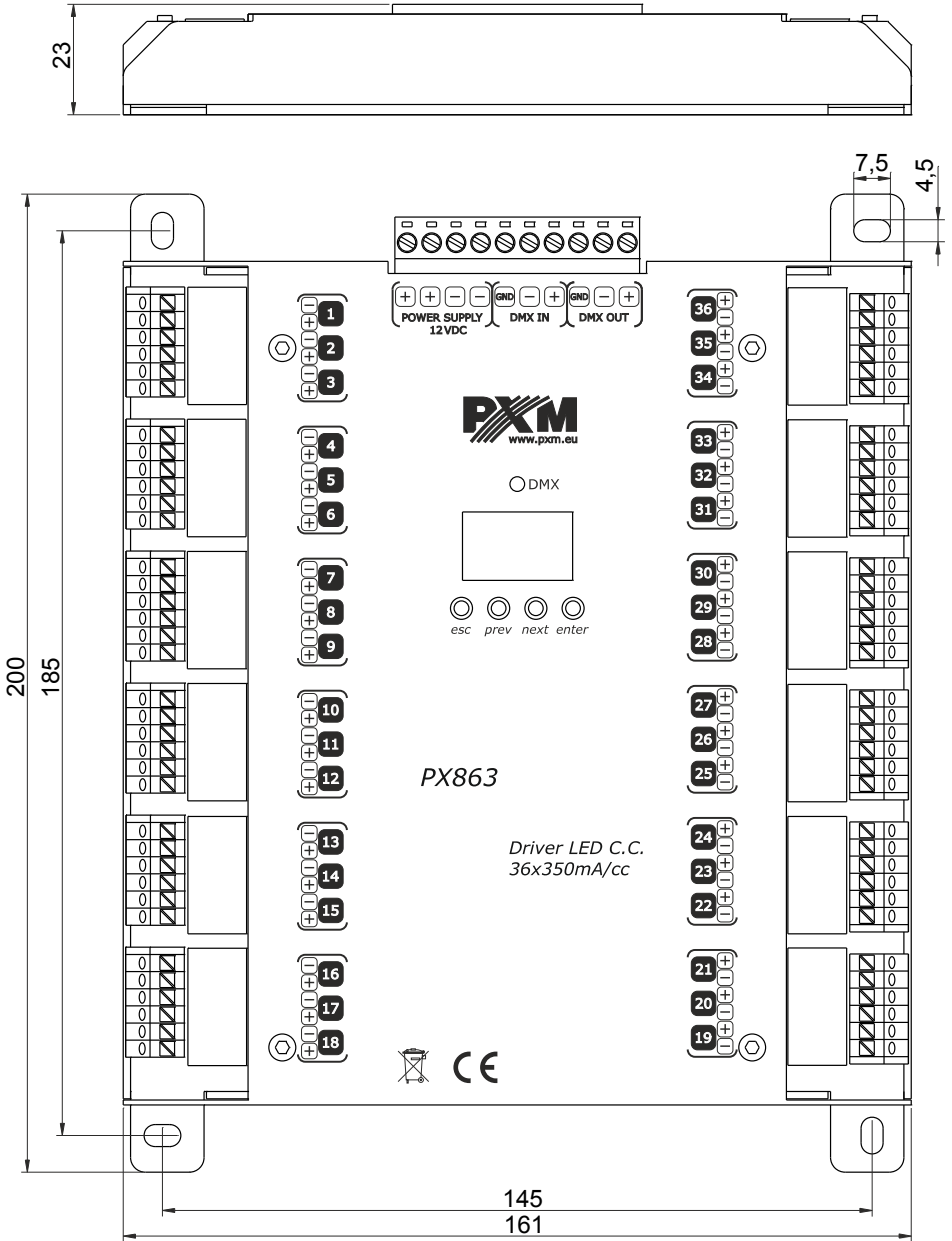 23
7,5
4,5
+ + − − GND − + GND − +
POWER SUPPLY
12VDC
DMX IN
DMX OUT
− + 1
− + 2
− + 3
− + 4
− + 5
− + 6
− + 7
− + 8
− + 9
− + 10
− + 11
− + 12
− + 13
− + 14
− + 15
− + 16
− + 17
− + 18
PXM
www.pxm.eu
DMX
esc prev next enter
PX863
Driver LED C.C.
36x350mA/cc
CE
36 + −
35 + −
34 + −
33 + −
32 + −
31 + −
30 + −
29 + −
28 + −
27 + −
26 + −
25 + −
24 + −
23 + −
22 + −
21 + −
20 + −
19 + −
200
185
145
161